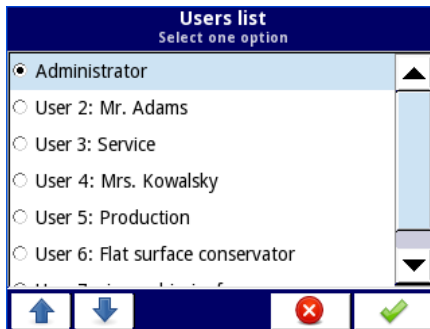 Users list
Select one option
Administrator
User 2: Mr. Adams
User 3: Service
User 4: Mrs. Kowalsky
User 5: Production
User 6: Flat surface conservator